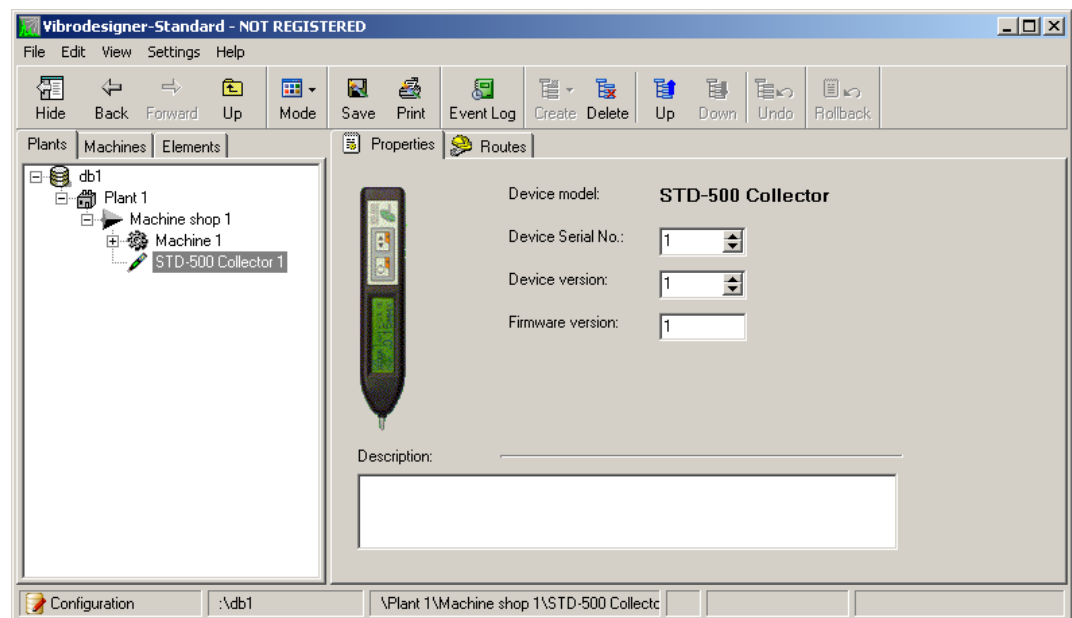 Vibrodesigner-Standard - NOT REGISTERED
File Edit View Settings Help
Hide Back Forward Up Mode Save Print Event Log Create Delete Up Down Undo Rollback
Plants Machines Elements
Properties Routes
db1
Plant 1
Machine shop 1
Machine 1
STD-500 Collector 1
Device model: STD-500 Collector
Device Serial No.: 1
Device version: 1
Firmware version: 1
Description:
Configuration :\db1 \Plant 1\Machine shop 1\STD-500 Collectc